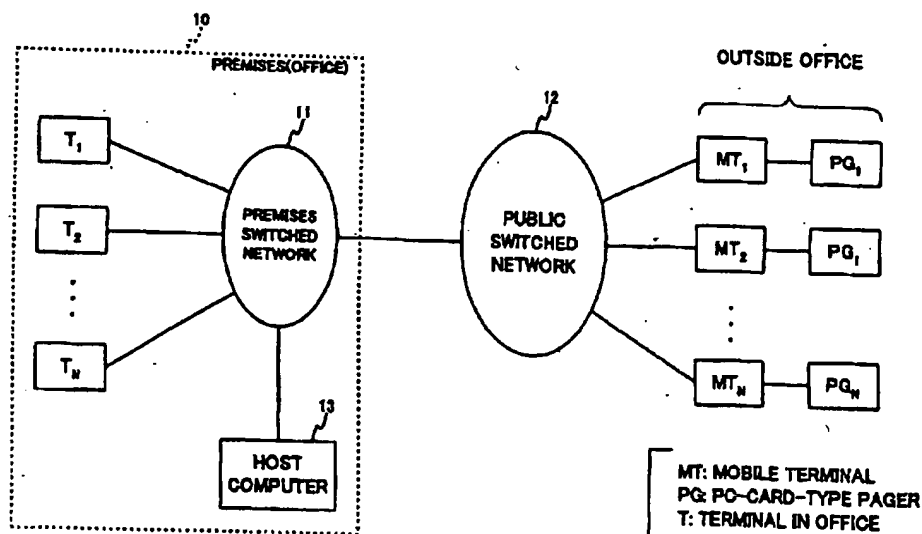 10
PREMISES(OFFICE)
OUTSIDE OFFICE
11
12
T1
MT1
PG1
T2
PREMISES
SWITCHED
NETWORK
PUBLIC
SWITCHED
NETWORK
MT2
PG1
TN
MTN
PGN
13
HOST
COMPUTER
MT: MOBILE TERMINAL
PG: PC-CARD-TYPE PAGER
T: TERMINAL IN OFFICE